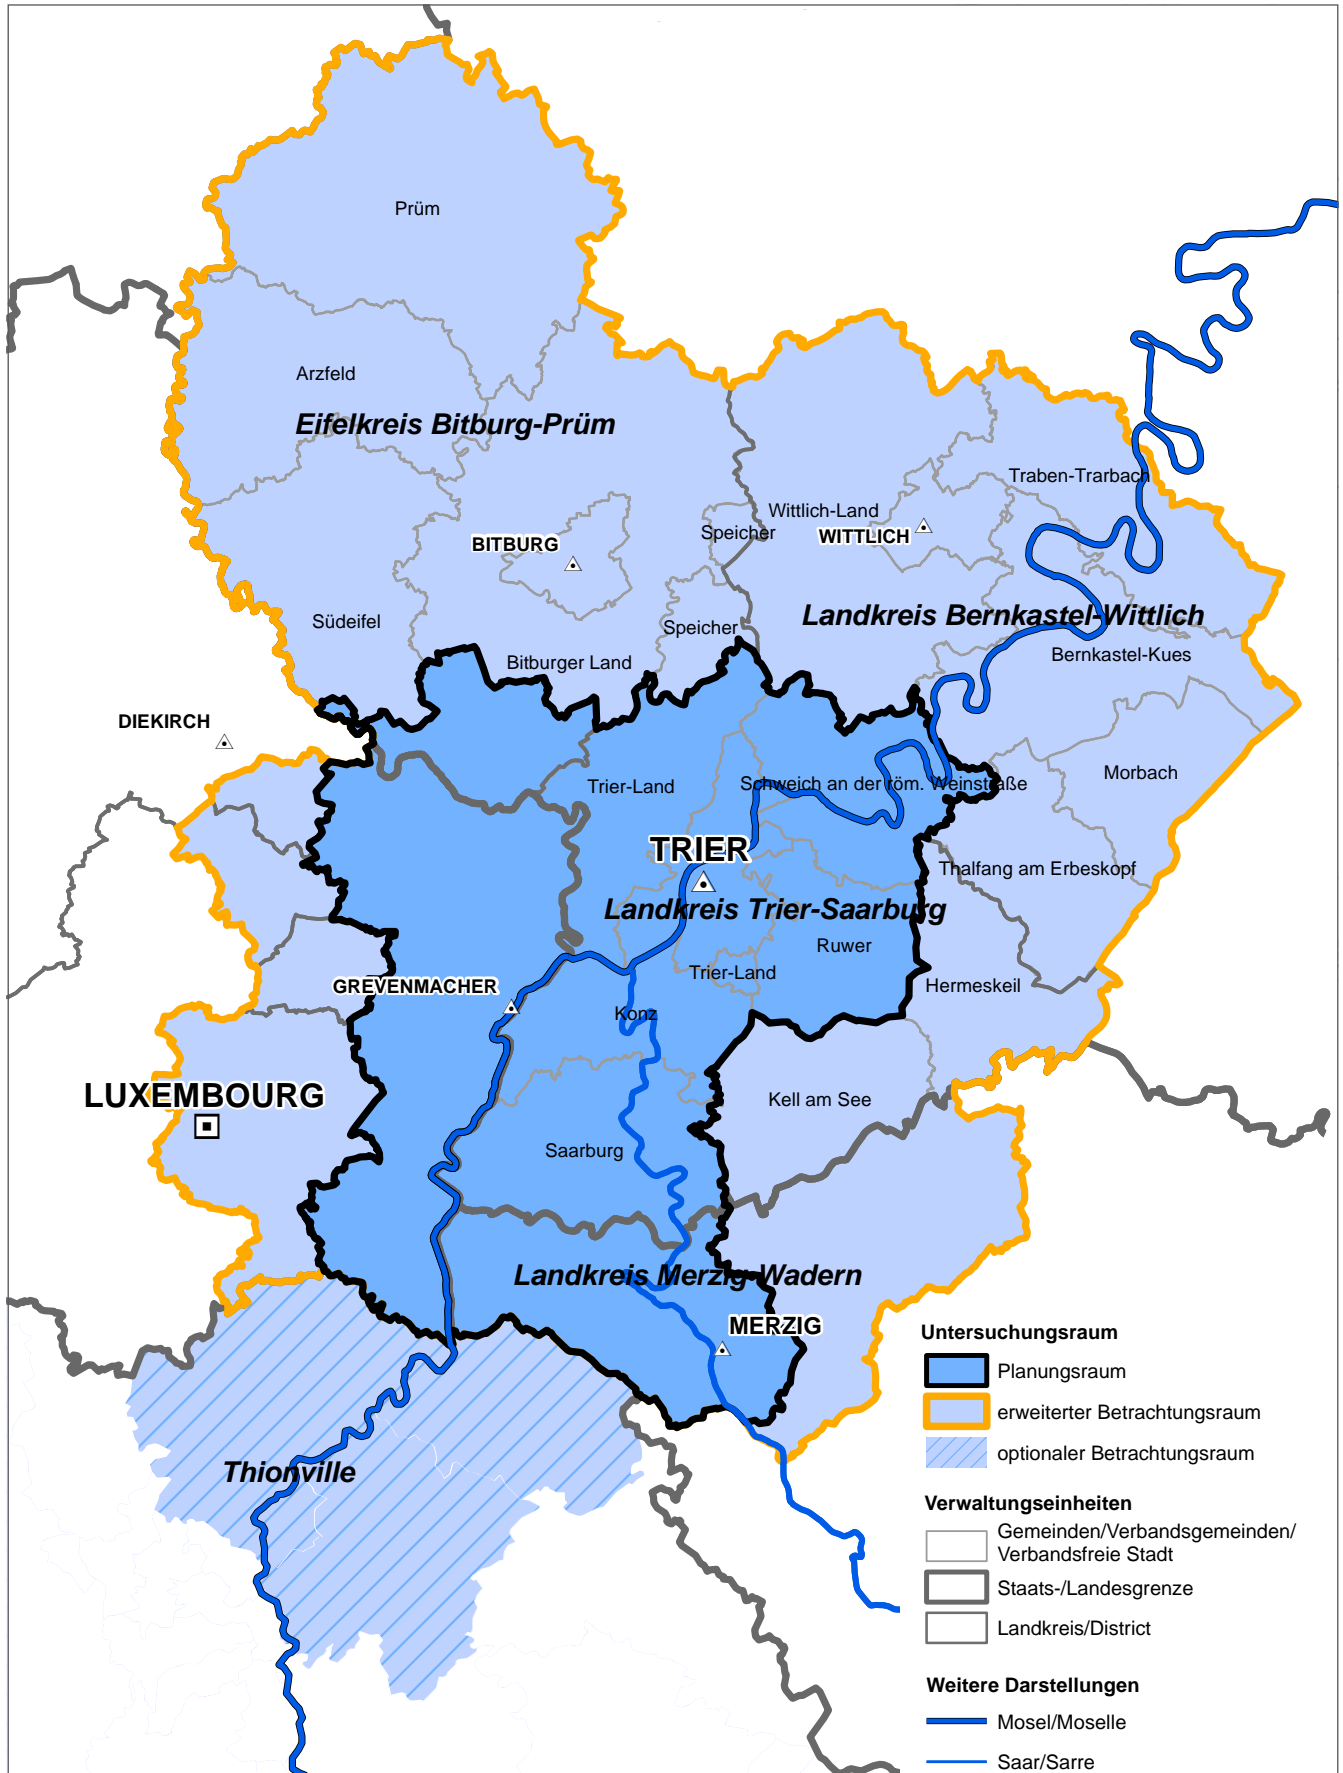 Prüm
Arzfeld
Eifelkreis Bitburg-Prüm
Traben-Trarbach
Wittlich-Land
Speicher
WITTLICH
BITBURG
Landkreis Bernkastel-Wittlich
Südeifel
Speicher
Bernkastel-Kues
Bitburger Land
DIEKIRCH
Morbach
Trier-Land
Schweich an der röm. Weinstraße
TRIER
Thalfang am Erbeskopf
Landkreis Trier-Saarburg
Ruwer
Trier-Land
GREVENMACHER
Hermeskeil
Konz
LUXEMBOURG
Kell am See
Saarburg
Landkreis Merzig-Wadern
MERZIG
Thionville
Untersuchungsraum
Planungsraum
erweiterter Betrachtungsraum
optionaler Betrachtungsraum
Verwaltungseinheiten
Gemeinden/Verbandsgemeinden/
Verbandsfreie Stadt
Staats-/Landesgrenze
Landkreis/District
Weitere Darstellungen
Mosel/Moselle
Saar/Sarre